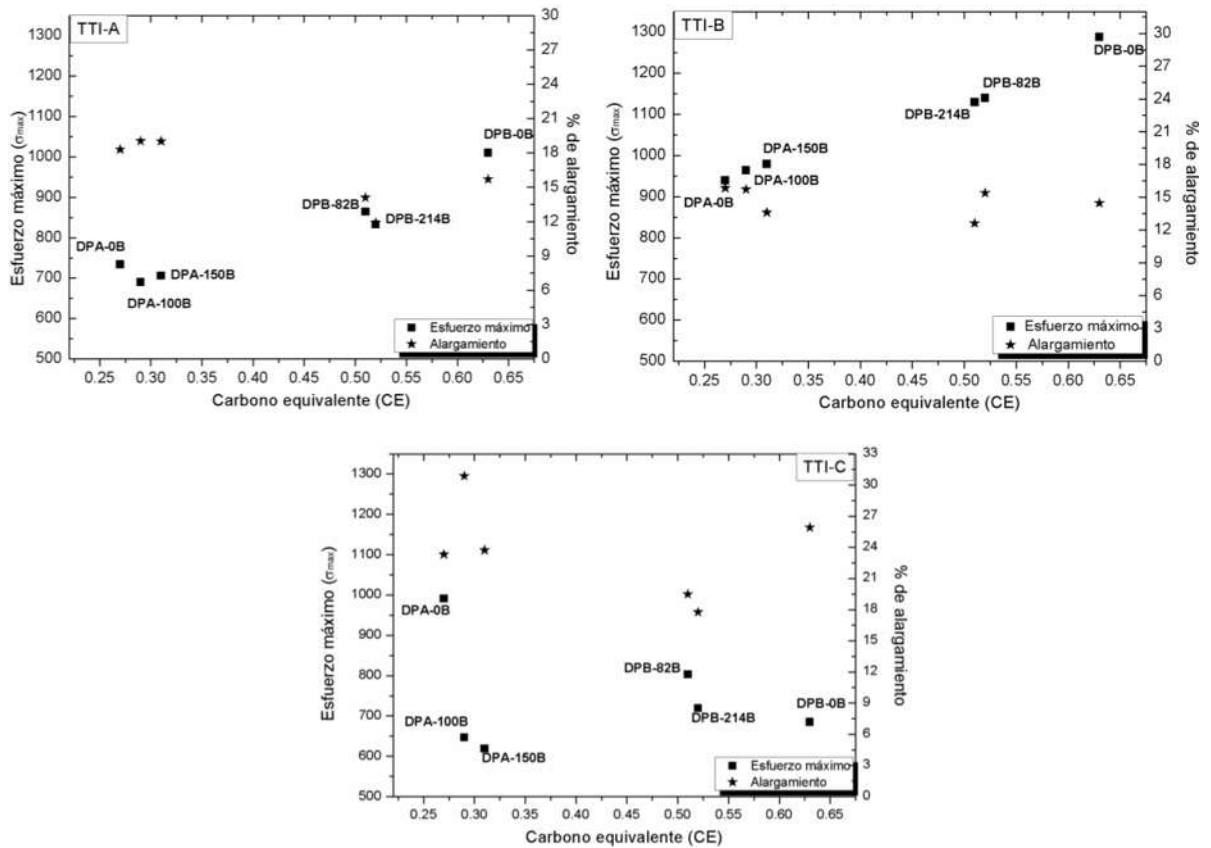 TTI-A
Esfuerzo máximo (σmax)
1300
1200
1100
1000
900
800
700
600
500
30
27
24
21
18
15
12
9
6
3
0
% de alargamiento
DPB-0B
DPB-82B
DPB-214B
DPA-0B
DPA-150B
DPA-100B
Esfuerzo máximo
Alargamiento
0.25 0.30 0.35 0.40 0.45 0.50 0.55 0.60 0.65
Carbono equivalente (CE)
TTI-B
Esfuerzo máximo (σmax)
1300
1200
1100
1000
900
800
700
600
500
30
27
24
21
18
15
12
9
6
3
0
% de alargamiento
DPB-0B
DPB-82B
DPB-214B
DPA-150B
DPA-100B
DPA-0B
Esfuerzo máximo
Alargamiento
0.25 0.30 0.35 0.40 0.45 0.50 0.55 0.60 0.65
Carbono equivalente (CE)
TTI-C
Esfuerzo máximo (σmax)
1300
1200
1100
1000
900
800
700
600
500
33
30
27
24
21
18
15
12
9
6
3
0
% de alargamiento
DPA-0B
DPB-82B
DPB-0B
DPA-100B
DPB-214B
DPA-150B
Esfuerzo máximo
Alargamiento
0.25 0.30 0.35 0.40 0.45 0.50 0.55 0.60 0.65
Carbono equivalente (CE)